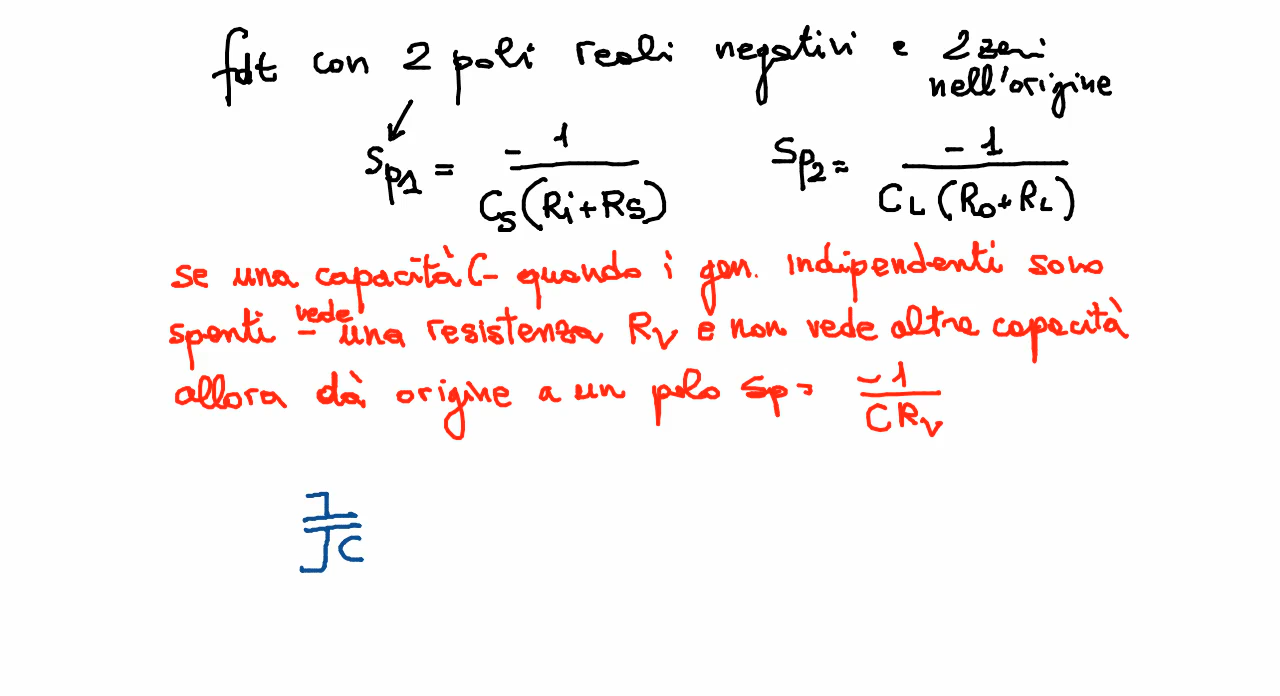 fdt con 2 poli reali negativi e 2 zeri
nell'origine
Sp1 = -1 / Cs(Ri+Rs) Sp2 = -1 / CL(Ro+RL)
se una capacità C - quando i gen. indipendenti sono
spenti - vede una resistenza Rv e non vede altre capacità
allora dà origine a un polo Sp = -1 / CRv
C